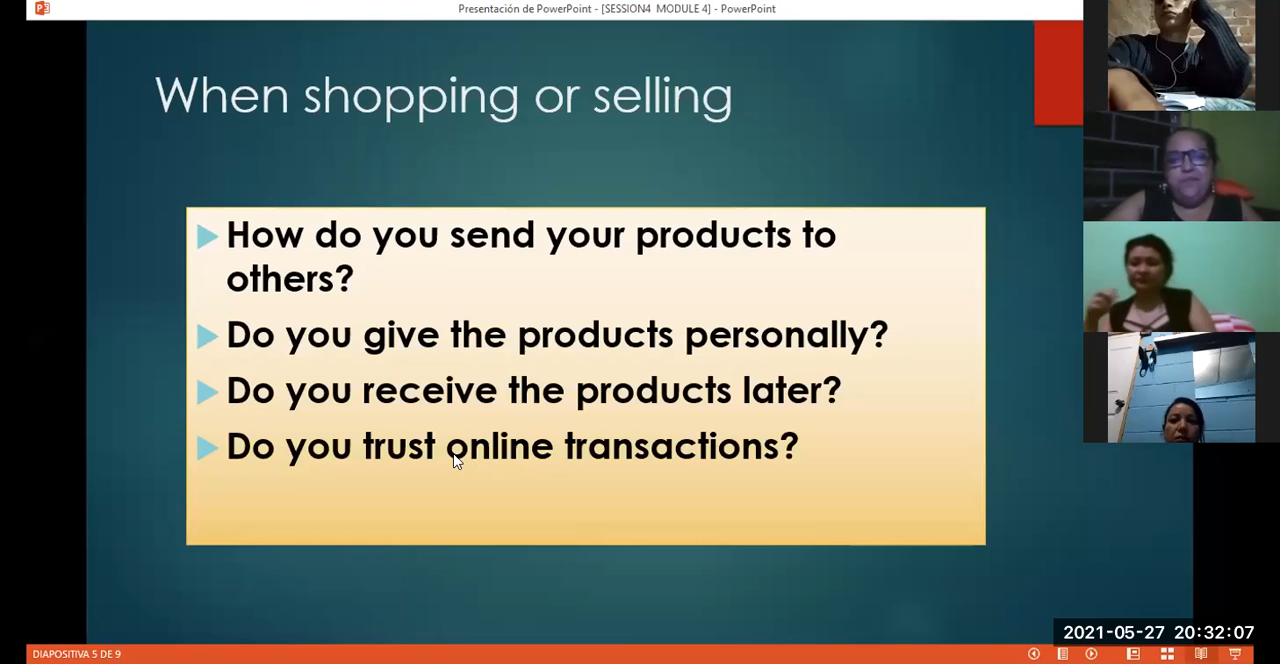 Presentación de PowerPoint - [SESSION4 MODULE 4] - PowerPoint
When shopping or selling
How do you send your products to
others?
Do you give the products personally?
Do you receive the products later?
Do you trust online transactions?
2021-05-27 20:32:07
DIAPOSITIVA 5 DE 9